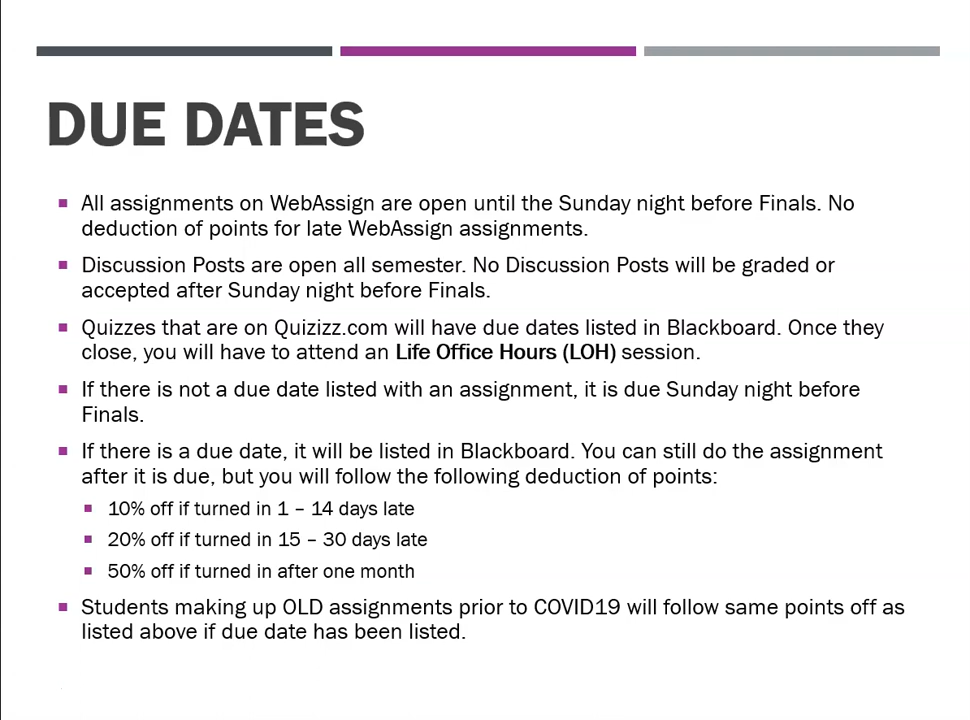 DUE DATES
All assignments on WebAssign are open until the Sunday night before Finals. No
deduction of points for late WebAssign assignments.
Discussion Posts are open all semester. No Discussion Posts will be graded or
accepted after Sunday night before Finals.
Quizzes that are on Quizizz.com will have due dates listed in Blackboard. Once they
close, you will have to attend an Life Office Hours (LOH) session.
If there is not a due date listed with an assignment, it is due Sunday night before
Finals.
If there is a due date, it will be listed in Blackboard. You can still do the assignment
after it is due, but you will follow the following deduction of points:
10% off if turned in 1 – 14 days late
20% off if turned in 15 – 30 days late
50% off if turned in after one month
Students making up OLD assignments prior to COVID19 will follow same points off as
listed above if due date has been listed.